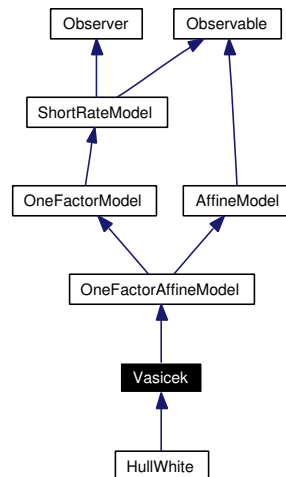 Observer
Observable
ShortRateModel
OneFactorModel
AffineModel
OneFactorAffineModel
Vasicek
HullWhite